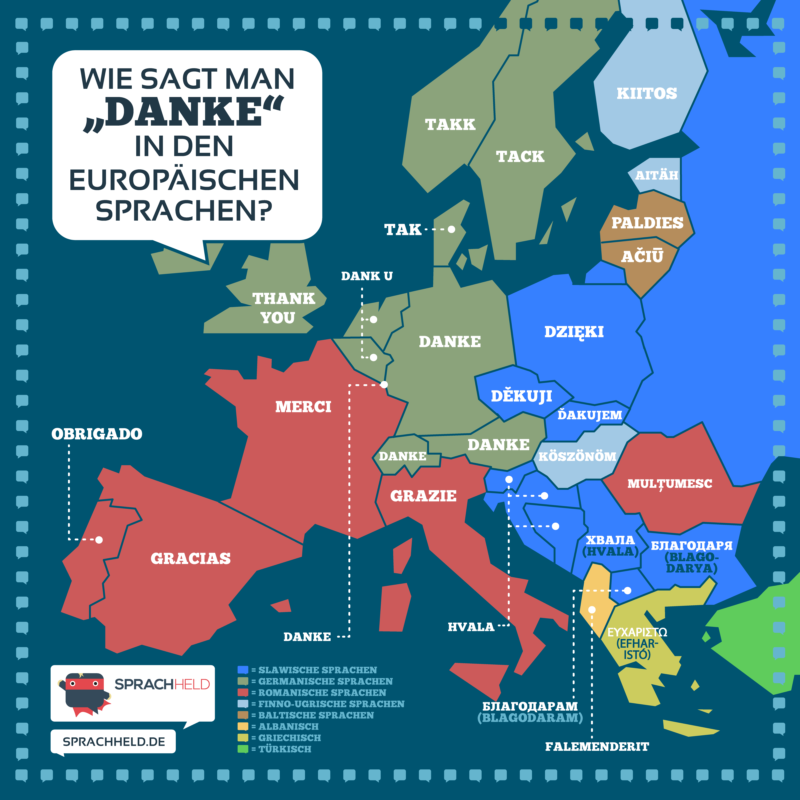 WIE SAGT MAN
„DANKE“
IN DEN
EUROPÄISCHEN
SPRACHEN?
KIITOS
TAKK
TACK
AITÄH
PALDIES
TAK
AČIŪ
DANK U
THANK
YOU
DZIĘKI
DANKE
DĚKUJI
MERCI
ĎAKUJEM
OBRIGADO
DANKE
DANKE
KÖSZÖNÖM
MULȚUMESC
GRAZIE
GRACIAS
ХВАЛА
(HVALA)
БЛАГОДАРЯ
(BLAGO-
DARYA)
HVALA
DANKE
ΕΥΧΑΡΙΣΤΩ
(EFHAR-
ISTÓ)
БЛАГОДАРАМ
(BLAGODARAM)
FALEMENDERIT
SPRACHHELD
SPRACHHELD.DE
= SLAWISCHE SPRACHEN
= GERMANISCHE SPRACHEN
= ROMANISCHE SPRACHEN
= FINNO-UGRISCHE SPRACHEN
= BALTISCHE SPRACHEN
= ALBANISCH
= GRIECHISCH
= TÜRKISCH